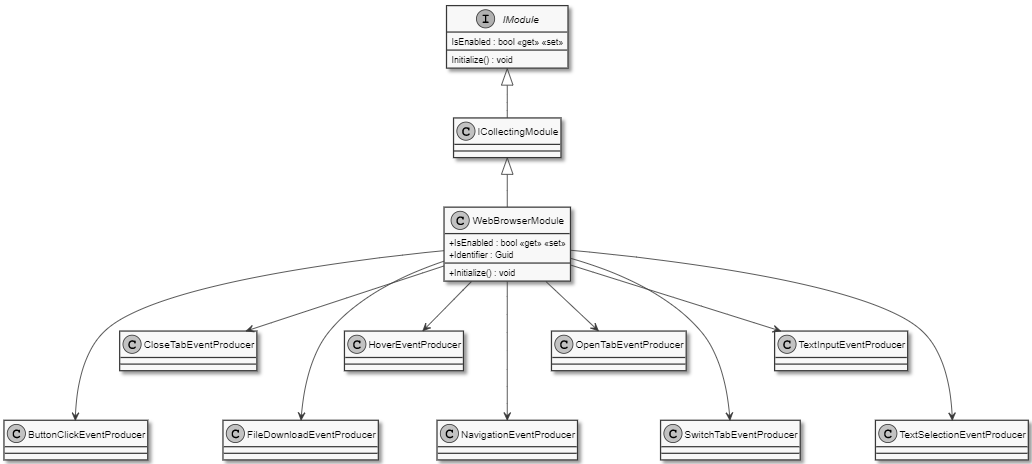 I IModule
IsEnabled : bool «get» «set»
Initialize() : void
C ICollectingModule
C WebBrowserModule
+IsEnabled : bool «get» «set»
+Identifier : Guid
+Initialize() : void
C CloseTabEventProducer
C HoverEventProducer
C OpenTabEventProducer
C TextInputEventProducer
C ButtonClickEventProducer
C FileDownloadEventProducer
C NavigationEventProducer
C SwitchTabEventProducer
C TextSelectionEventProducer